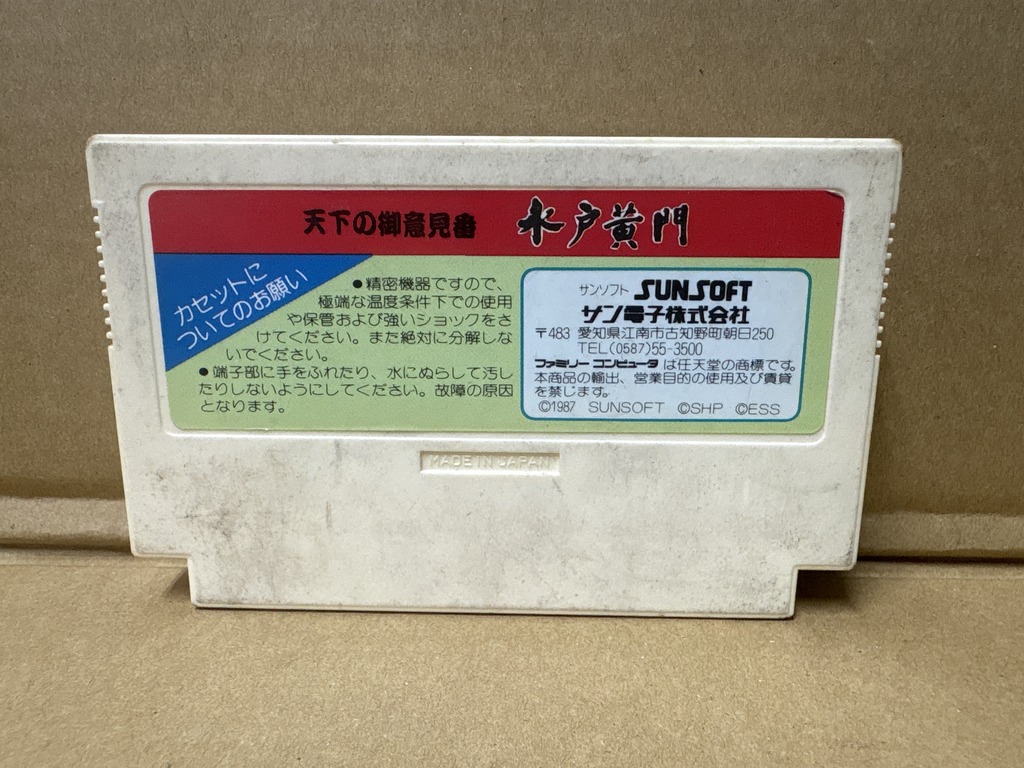 天下の御意見番 水戸黄門
カセットに
ついてのお願い
●精密機器ですので、
極端な温度条件下での使用
や保管および強いショックをさ
けてください。また絶対に分解しな
いでください。
●端子部に手をふれたり、水にぬらして汚し
たりしないようにしてください。故障の原因
となります。
サンソフト SUNSOFT
サン電子株式会社
〒483 愛知県江南市古知野町朝日250
TEL(0587)55-3500
ファミリーコンピュータは任天堂の商標です。
本商品の輸出、営業目的の使用及び賃貸
を禁じます。
©1987 SUNSOFT ©SHP ©ESS
MADE IN JAPAN